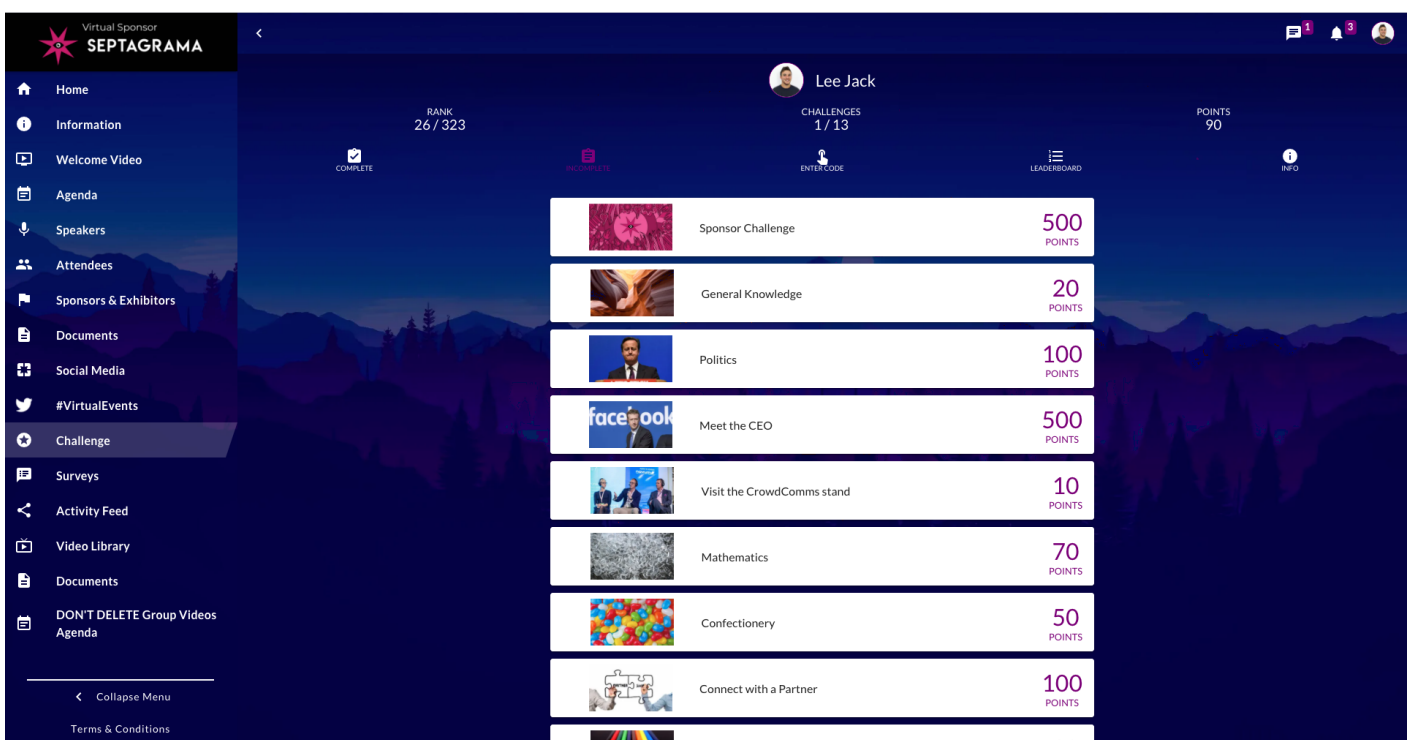 Virtual Sponsor
SEPTAGRAMA
1
3
Home
Information
Welcome Video
Agenda
Speakers
Attendees
Sponsors & Exhibitors
Documents
Social Media
#VirtualEvents
Challenge
Surveys
Activity Feed
Video Library
Documents
DON'T DELETE Group Videos
Agenda
Collapse Menu
Terms & Conditions
Lee Jack
RANK
26 / 323
CHALLENGES
1 / 13
POINTS
90
COMPLETE
INCOMPLETE
ENTER CODE
LEADERBOARD
INFO
Sponsor Challenge
500
POINTS
General Knowledge
20
POINTS
Politics
100
POINTS
facebook
Meet the CEO
500
POINTS
Visit the CrowdComms stand
10
POINTS
Mathematics
70
POINTS
Confectionery
50
POINTS
Connect with a Partner
100
POINTS